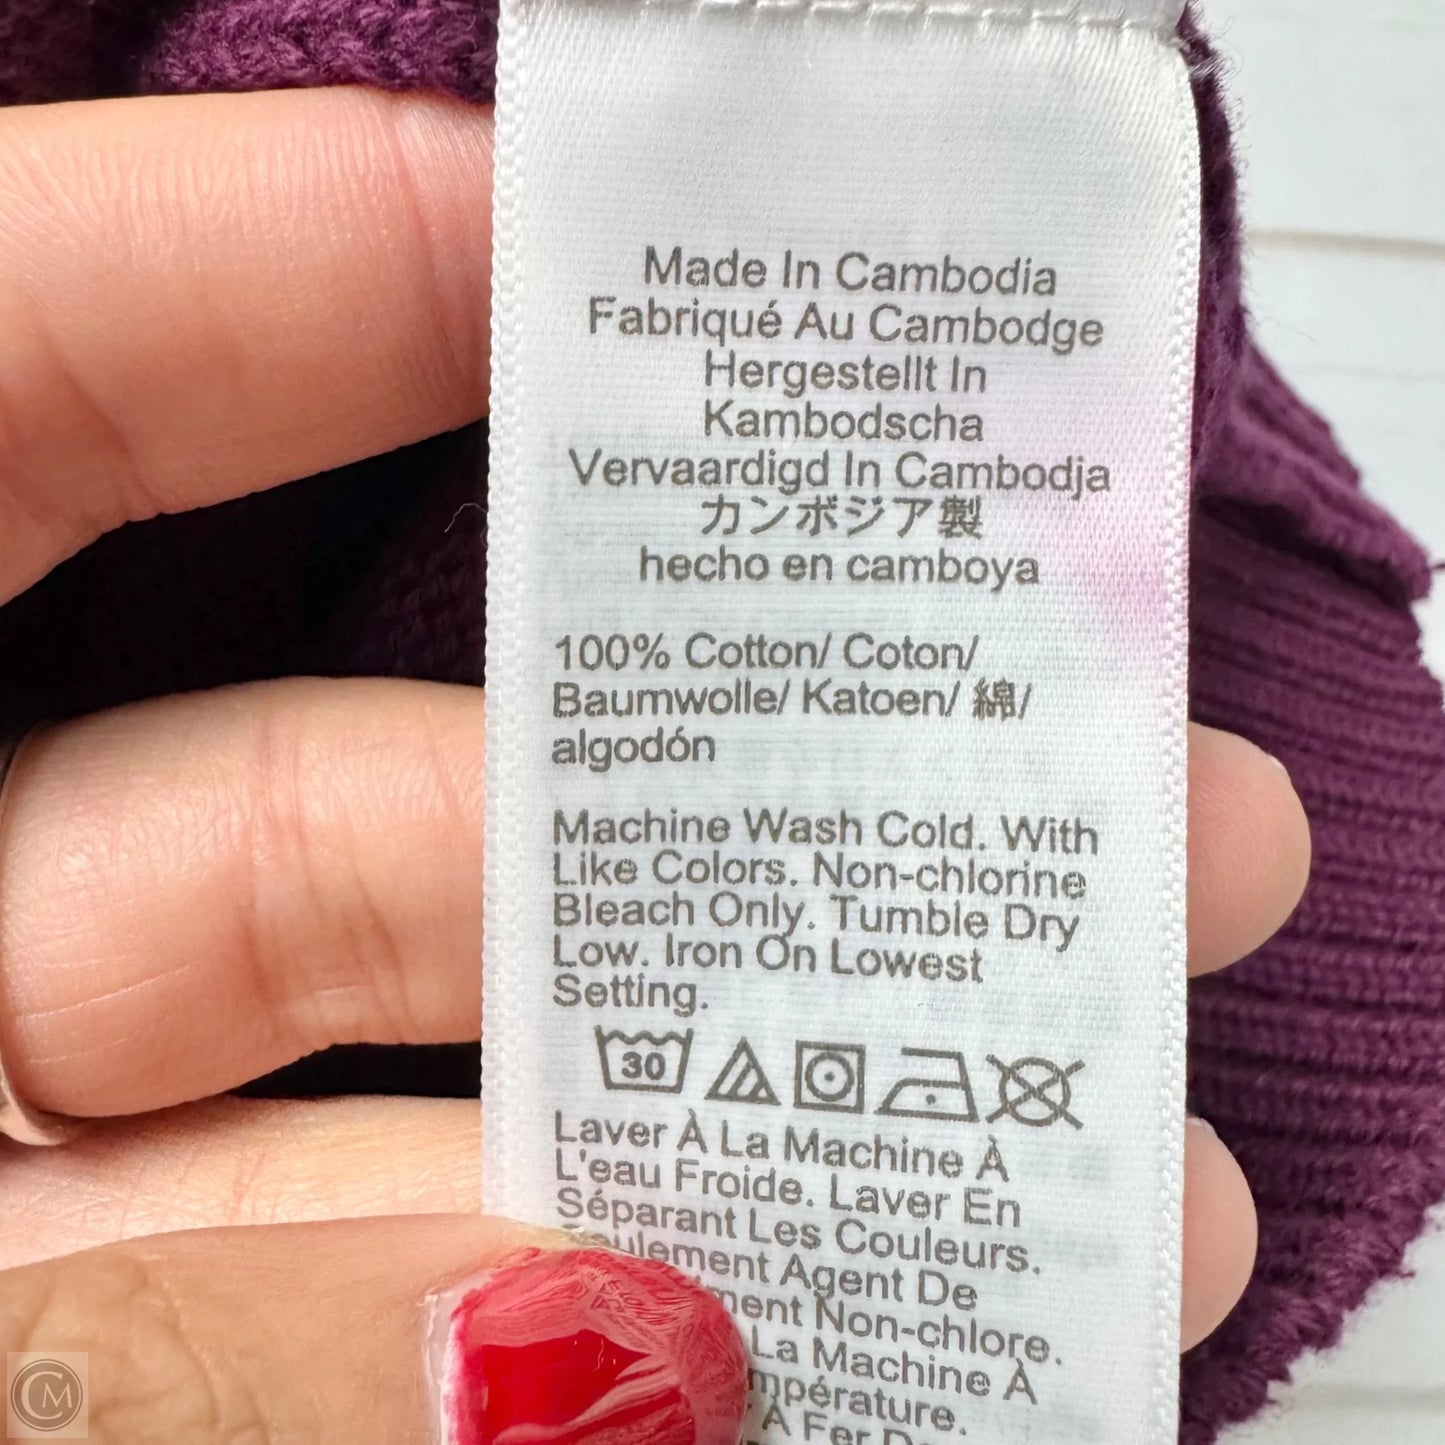 Made In Cambodia
Fabriqué Au Cambodge
Hergestellt In
Kambodscha
Vervaardigd In Cambodja
カンボジア製
hecho en camboya
100% Cotton/ Coton/
Baumwolle/ Katoen/ 綿/
algodón
Machine Wash Cold. With
Like Colors. Non-chlorine
Bleach Only. Tumble Dry
Low. Iron On Lowest
Setting.
30
Laver À La Machine À
L'eau Froide. Laver En
Séparant Les Couleurs.
Agent De
Non-chlore.
La Machine À
À Fer
CM